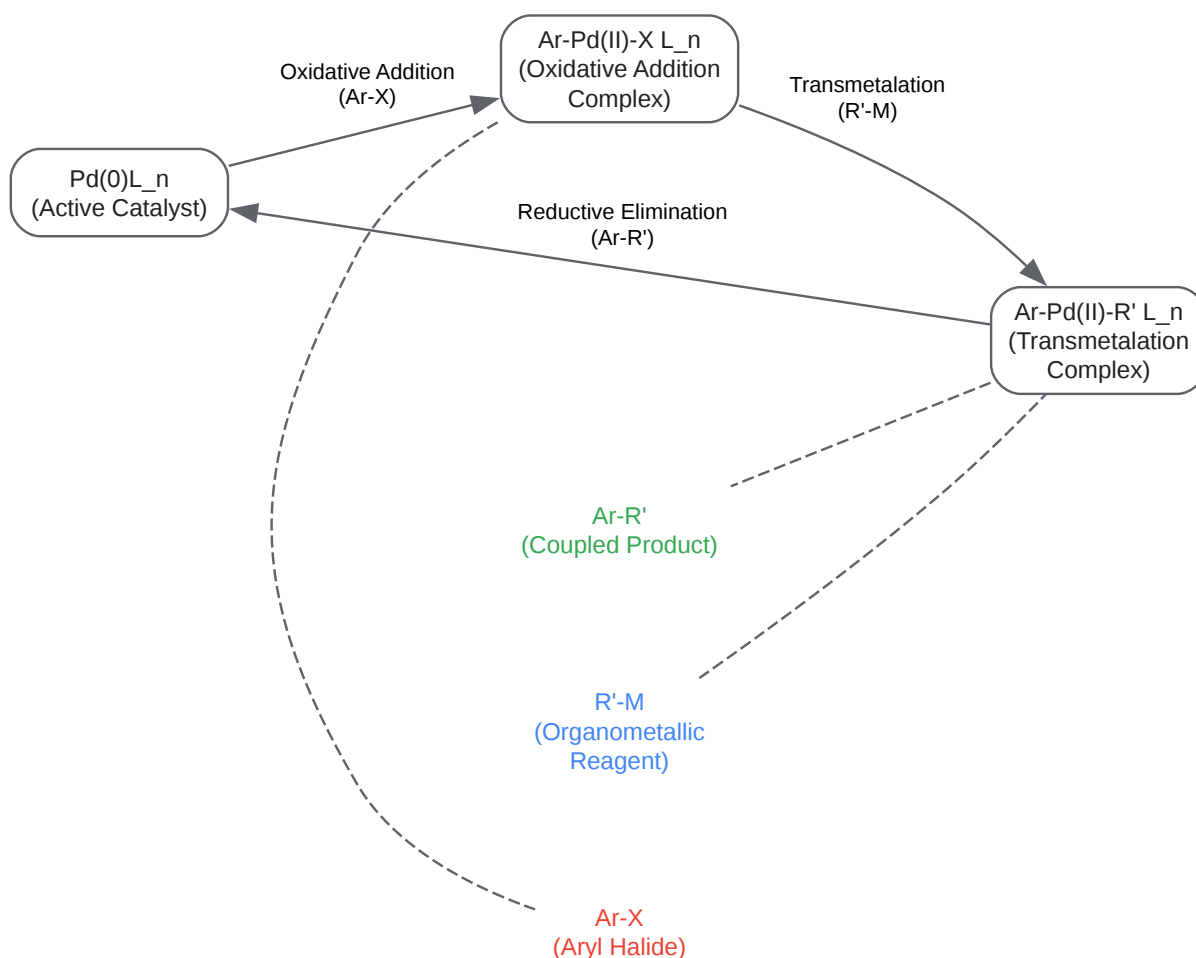 Ar-Pd(II)-X L_n
(Oxidative Addition
Complex)
Oxidative Addition
(Ar-X)
Transmetalation
(R'-M)
Pd(0)L_n
(Active Catalyst)
Reductive Elimination
(Ar-R')
Ar-Pd(II)-R' L_n
(Transmetalation
Complex)
Ar-R'
(Coupled Product)
R'-M
(Organometallic
Reagent)
Ar-X
(Aryl Halide)